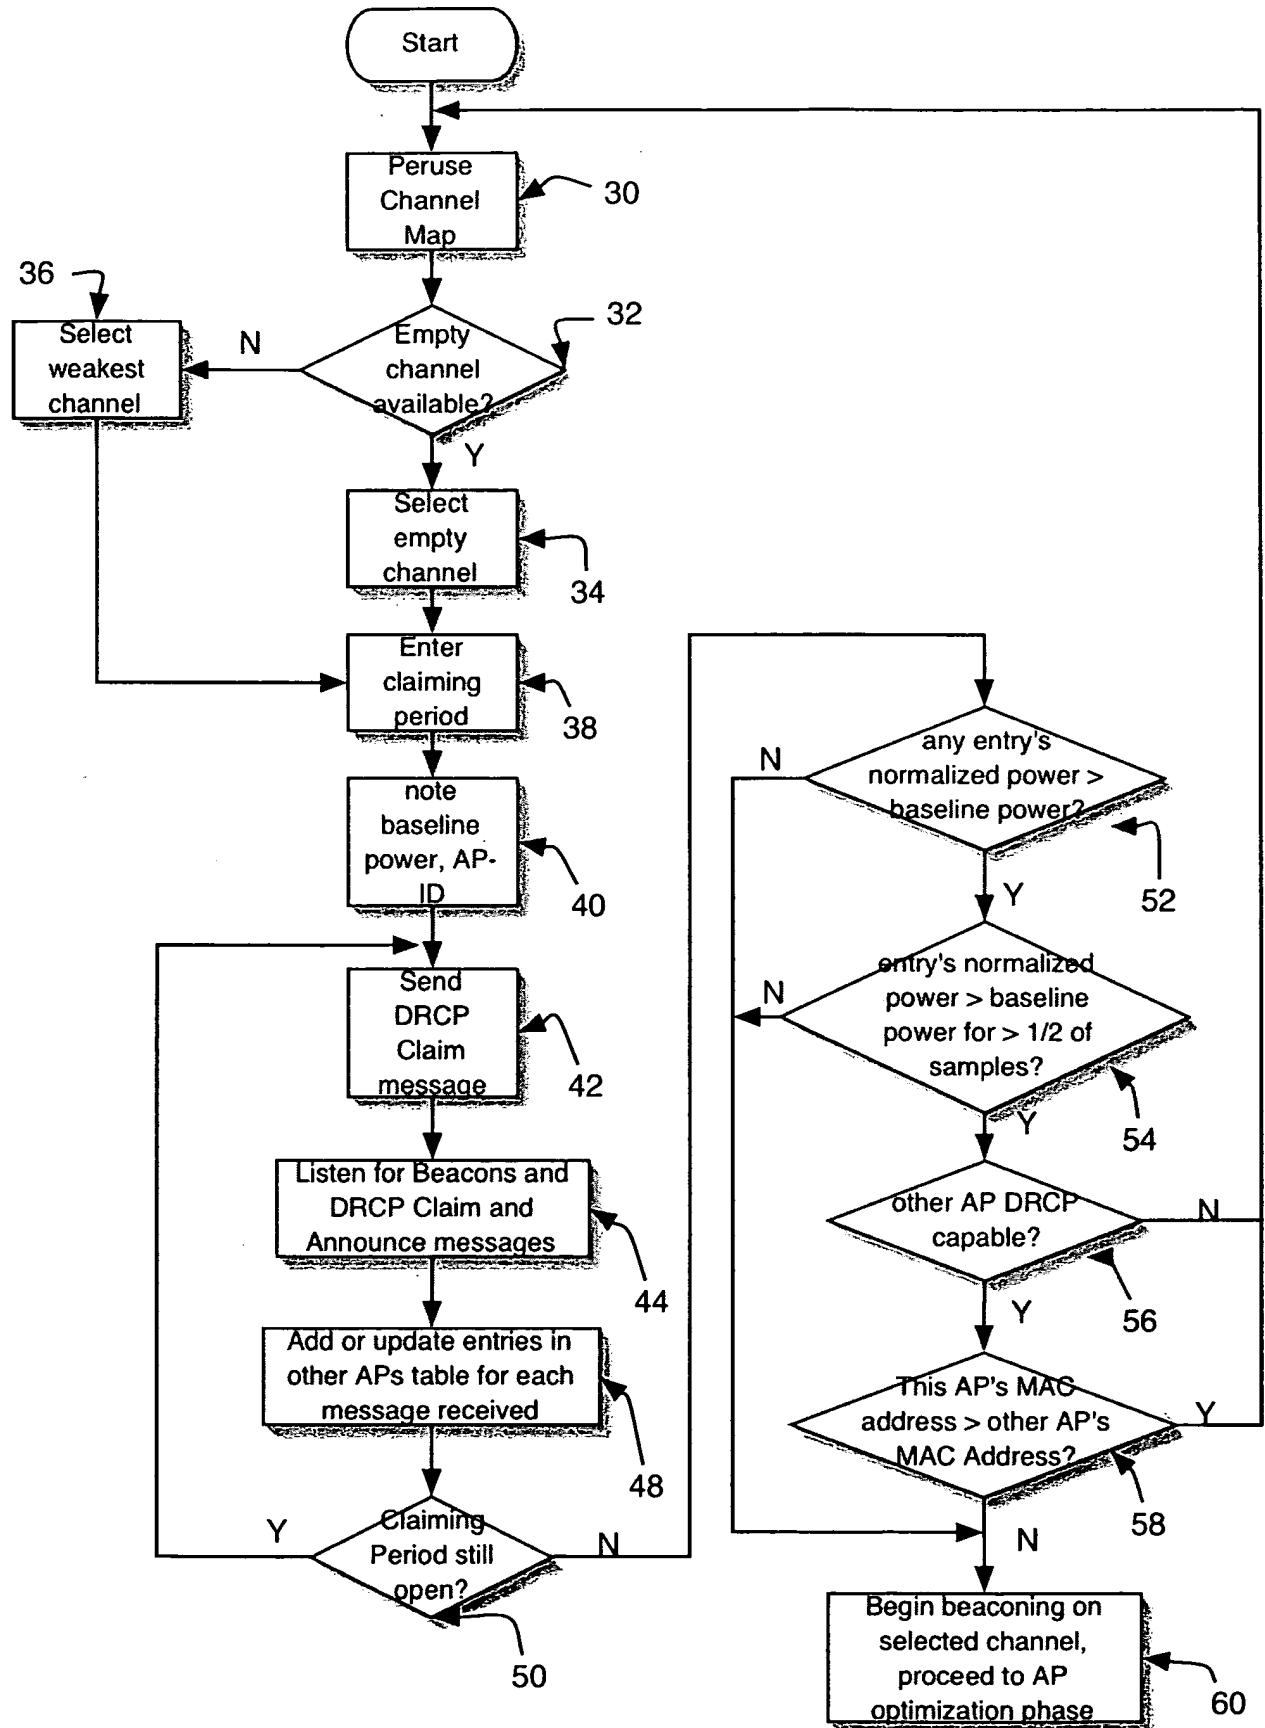 Start
Peruse
Channel
Map
30
36
Select
weakest
channel
N
Empty
channel
available?
32
Y
Select
empty
channel
34
Enter
claiming
period
38
note
baseline
power, AP-
ID
40
Send
DRCP
Claim
message
42
Listen for Beacons and
DRCP Claim and
Announce messages
44
Add or update entries in
other APs table for each
message received
48
Y
Claiming
Period still
open?
N
50
N
any entry's
normalized power >
baseline power?
52
Y
N
entry's normalized
power > baseline
power for > 1/2 of
samples?
54
Y
other AP DRCP
capable?
N
56
Y
This AP's MAC
address > other AP's
MAC Address?
Y
58
N
Begin beaconing on
selected channel,
proceed to AP
optimization phase
60